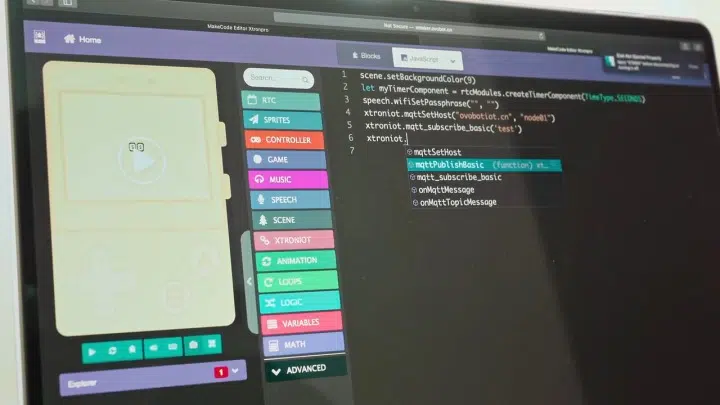 MakeCode Editor Xtronpro
MakeCode Editor Xtronpro
Home
Blocks
JavaScript
Search...
RTC
SPRITES
CONTROLLER
GAME
MUSIC
SPEECH
SCENE
XTRONIOT
ANIMATION
LOOPS
LOGIC
VARIABLES
MATH
ADVANCED
Explorer
1
1 scene.setBackgroundColor(9)
2 let myTimerComponent = rtcModules.createTimerComponent(TimeType.SECONDS)
3 speech.wifiSetPassphrase("", "")
4 xtroniot.mqttSetHost("ovobotiot.cn", "node01")
5 xtroniot.mqtt_subscribe_basic('test')
6 xtroniot.
7
mqttSetHost
mqttPublishBasic (function) xt...
mqtt_subscribe_basic
onMqttMessage
onMqttTopicMessage